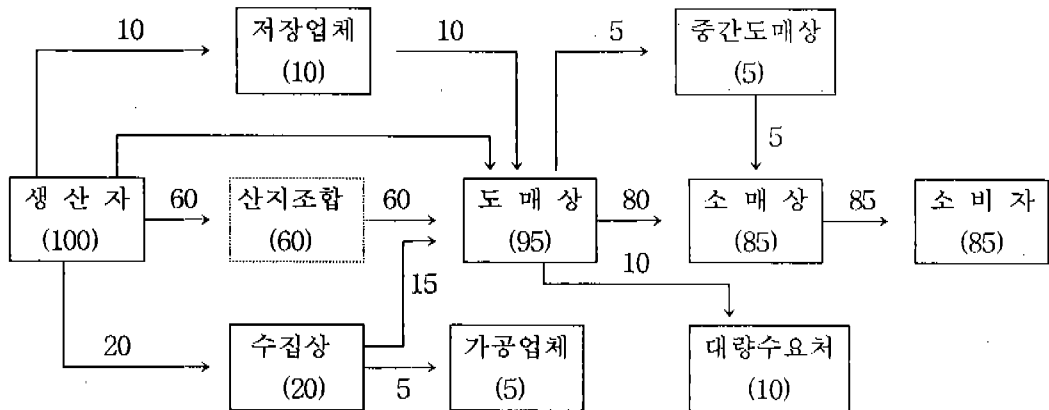 10
저장업체
(10)
10
5
중간도매상
(5)
5
생 산 자
(100)
60
산지조합
(60)
60
도 매 상
(95)
80
소 매 상
(85)
85
소 비 자
(85)
15
10
20
수집상
(20)
5
가공업체
(5)
대량수요처
(10)